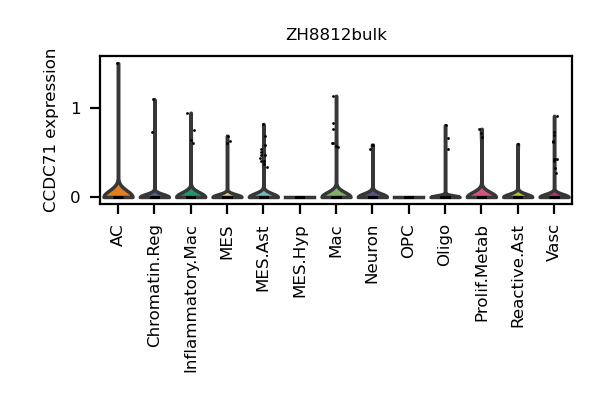 ZH8812bulk
CCDC71 expression
1
0
AC
Chromatin.Reg
Inflammatory.Mac
MES
MES.Ast
MES.Hyp
Mac
Neuron
OPC
Oligo
Prolif.Metab
Reactive.Ast
Vasc